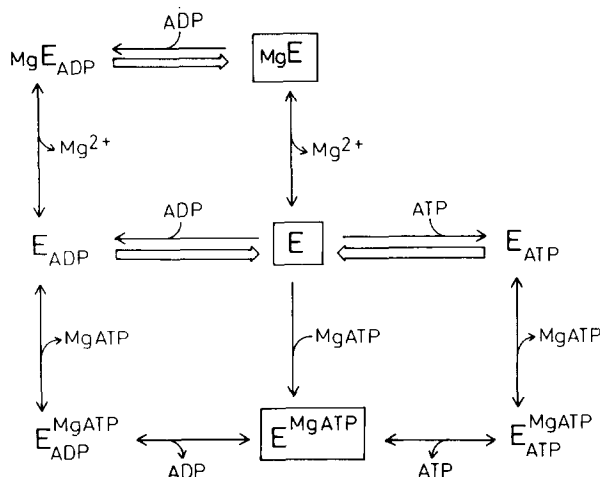 ADP
MgE_ADP MgE
Mg²⁺ Mg²⁺
ADP ATP
E_ADP E E_ATP
MgATP MgATP MgATP
E_ADP^MgATP E^MgATP E_ATP^MgATP
ADP ATP